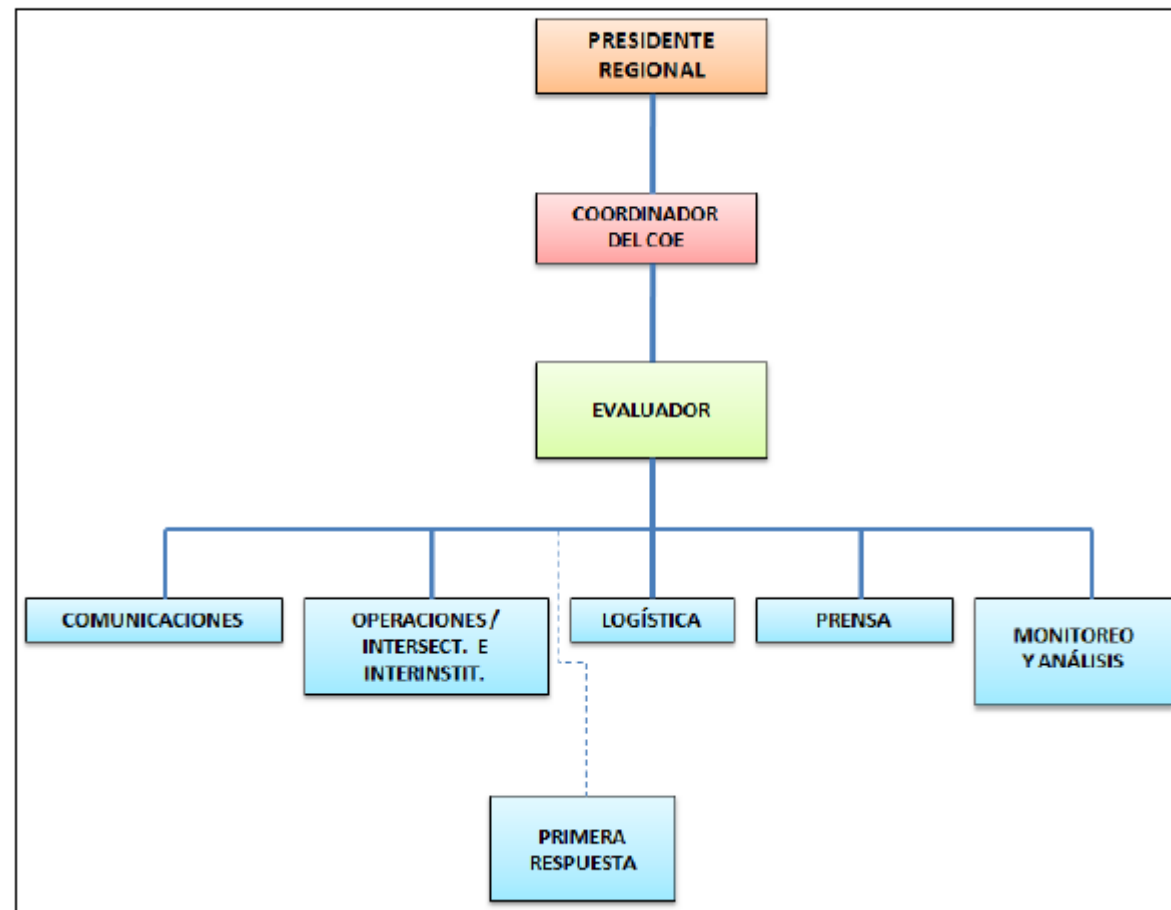 PRESIDENTE
REGIONAL
COORDINADOR
DEL COE
EVALUADOR
COMUNICACIONES
OPERACIONES /
INTERSECT. E
INTERINSTIT.
LOGÍSTICA
PRENSA
MONITOREO
Y ANÁLISIS
PRIMERA
RESPUESTA